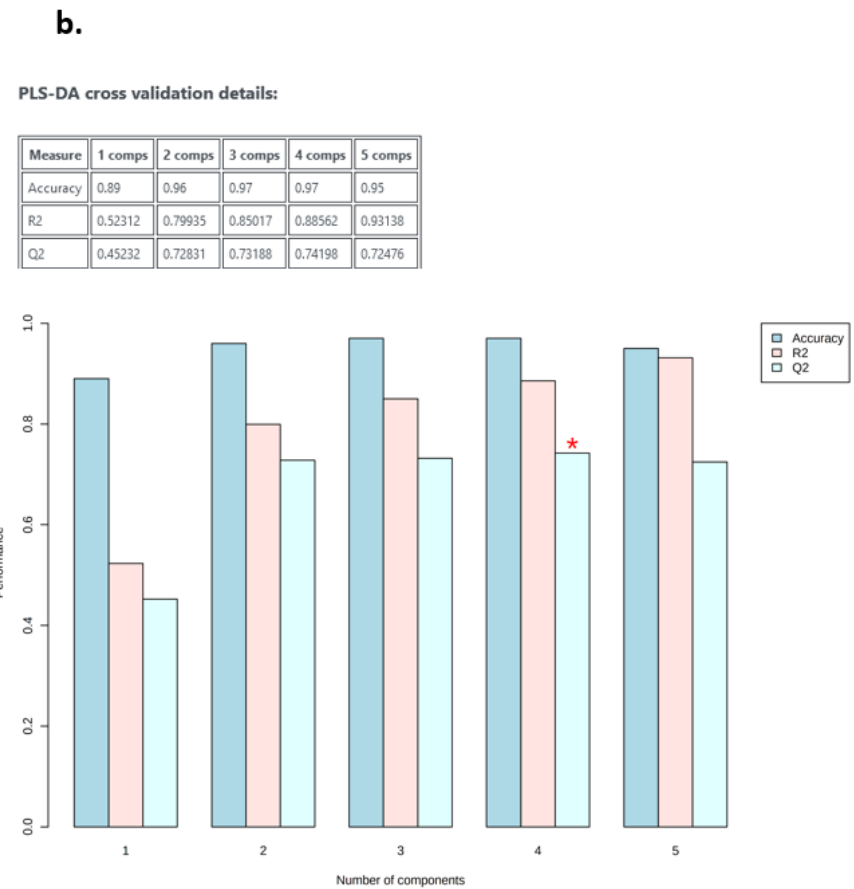 b.
PLS-DA cross validation details:
Measure 1 comps 2 comps 3 comps 4 comps 5 comps
Accuracy 0.89 0.96 0.97 0.97 0.95
R2 0.52312 0.79935 0.85017 0.88562 0.93138
Q2 0.45232 0.72831 0.73188 0.74198 0.72476
1.0
0.8
0.6
0.4
0.2
0.0
*
Accuracy
R2
Q2
1 2 3 4 5
Number of components